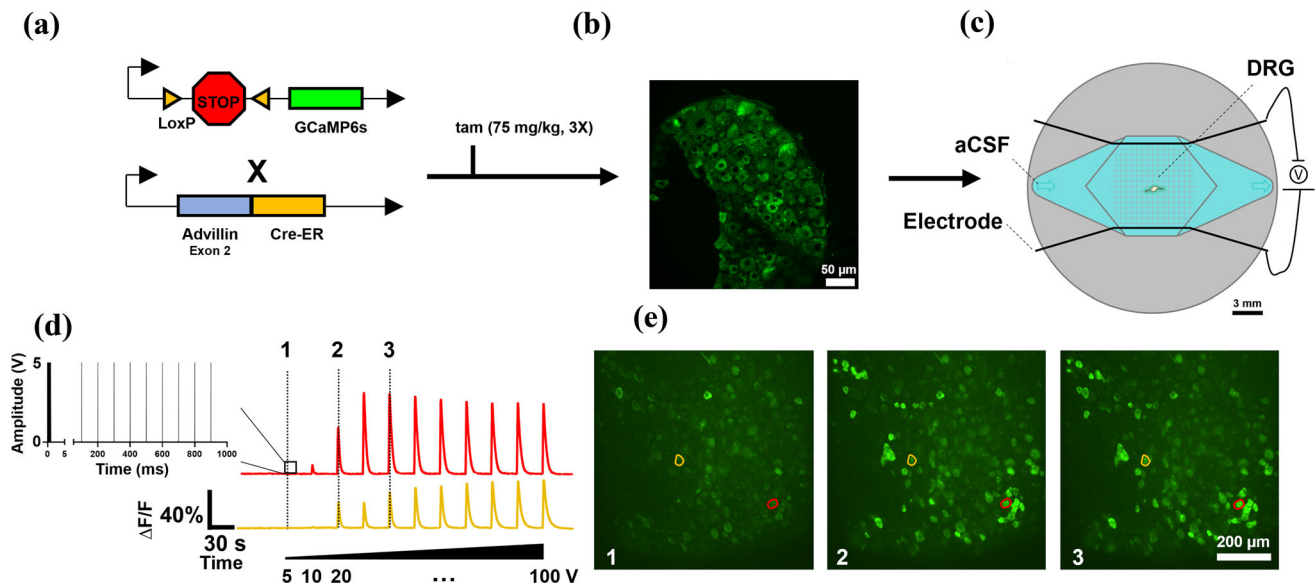 (a)
STOP
LoxP
GCaMP6s
X
Advillin
Exon 2
Cre-ER
tam (75 mg/kg, 3X)
(b)
50 µm
(c)
DRG
aCSF
Electrode
V
3 mm
(d)
Amplitude (V)
5
0
0 5 200 400 600 800 1000
Time (ms)
1 2 3
ΔF/F
40%
30 s
Time
5 10 20 ... 100 V
(e)
1
2
3
200 µm